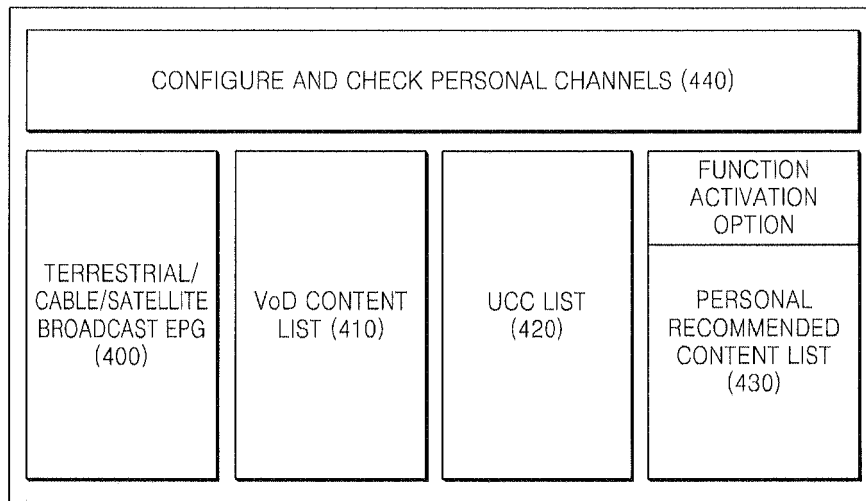 CONFIGURE AND CHECK PERSONAL CHANNELS (440)
TERRESTRIAL/
CABLE/SATELLITE
BROADCAST EPG
(400)
VoD CONTENT
LIST (410)
UCC LIST
(420)
FUNCTION
ACTIVATION
OPTION
PERSONAL
RECOMMENDED
CONTENT LIST
(430)